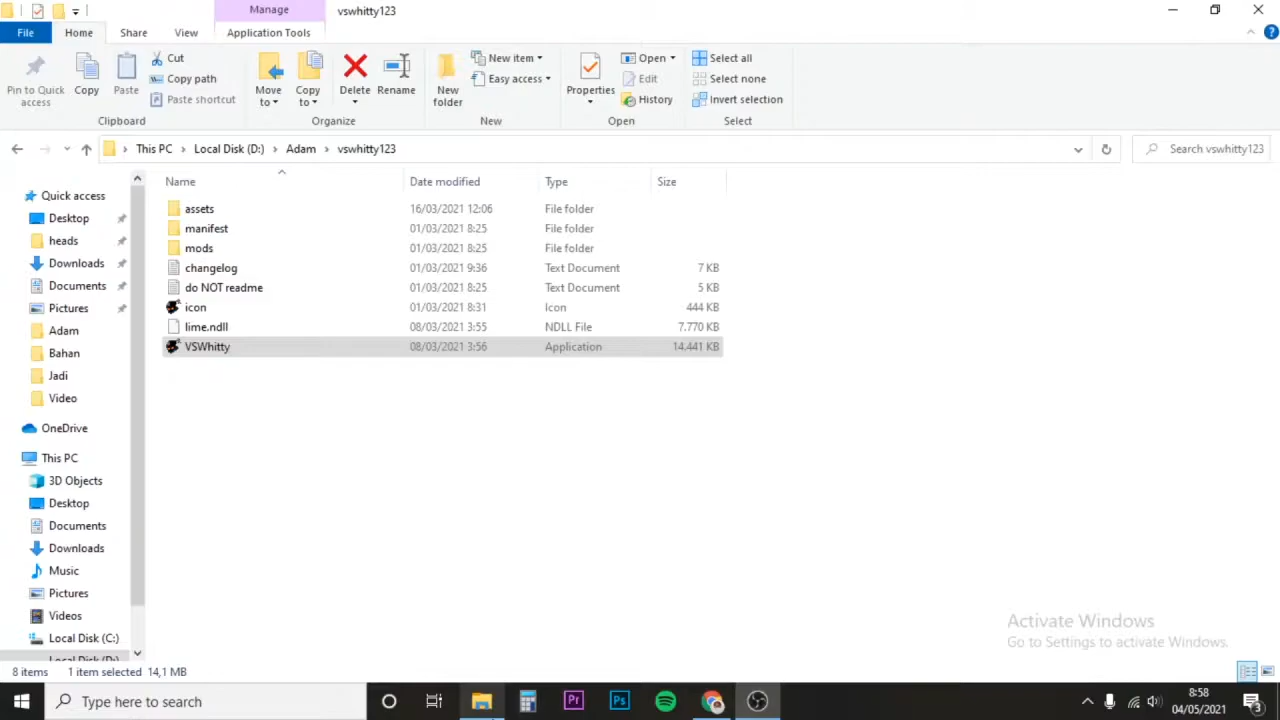 Manage
vswhitty123
File
Home
Share
View
Application Tools
Pin to Quick access
Copy
Paste
Cut
Copy path
Paste shortcut
Clipboard
Move to
Copy to
Delete
Rename
Organize
New folder
New item
Easy access
New
Properties
Open
Edit
History
Open
Select all
Select none
Invert selection
Select
This PC > Local Disk (D:) > Adam > vswhitty123
Search vswhitty123
Name Date modified Type Size
assets 16/03/2021 12:06 File folder
manifest 01/03/2021 8:25 File folder
mods 01/03/2021 8:25 File folder
changelog 01/03/2021 9:36 Text Document 7 KB
do NOT readme 01/03/2021 8:25 Text Document 5 KB
icon 01/03/2021 8:31 Icon 444 KB
lime.ndll 08/03/2021 3:55 NDLL File 7.770 KB
VSWhitty 08/03/2021 3:56 Application 14.441 KB
Quick access
Desktop
heads
Downloads
Documents
Pictures
Adam
Bahan
Jadi
Video
OneDrive
This PC
3D Objects
Desktop
Documents
Downloads
Music
Pictures
Videos
Local Disk (C:)
Local Disk (D:)
Activate Windows
Go to Settings to activate Windows.
8 items 1 item selected 14,1 MB
Type here to search
Pr
Ps
8:58
04/05/2021
3